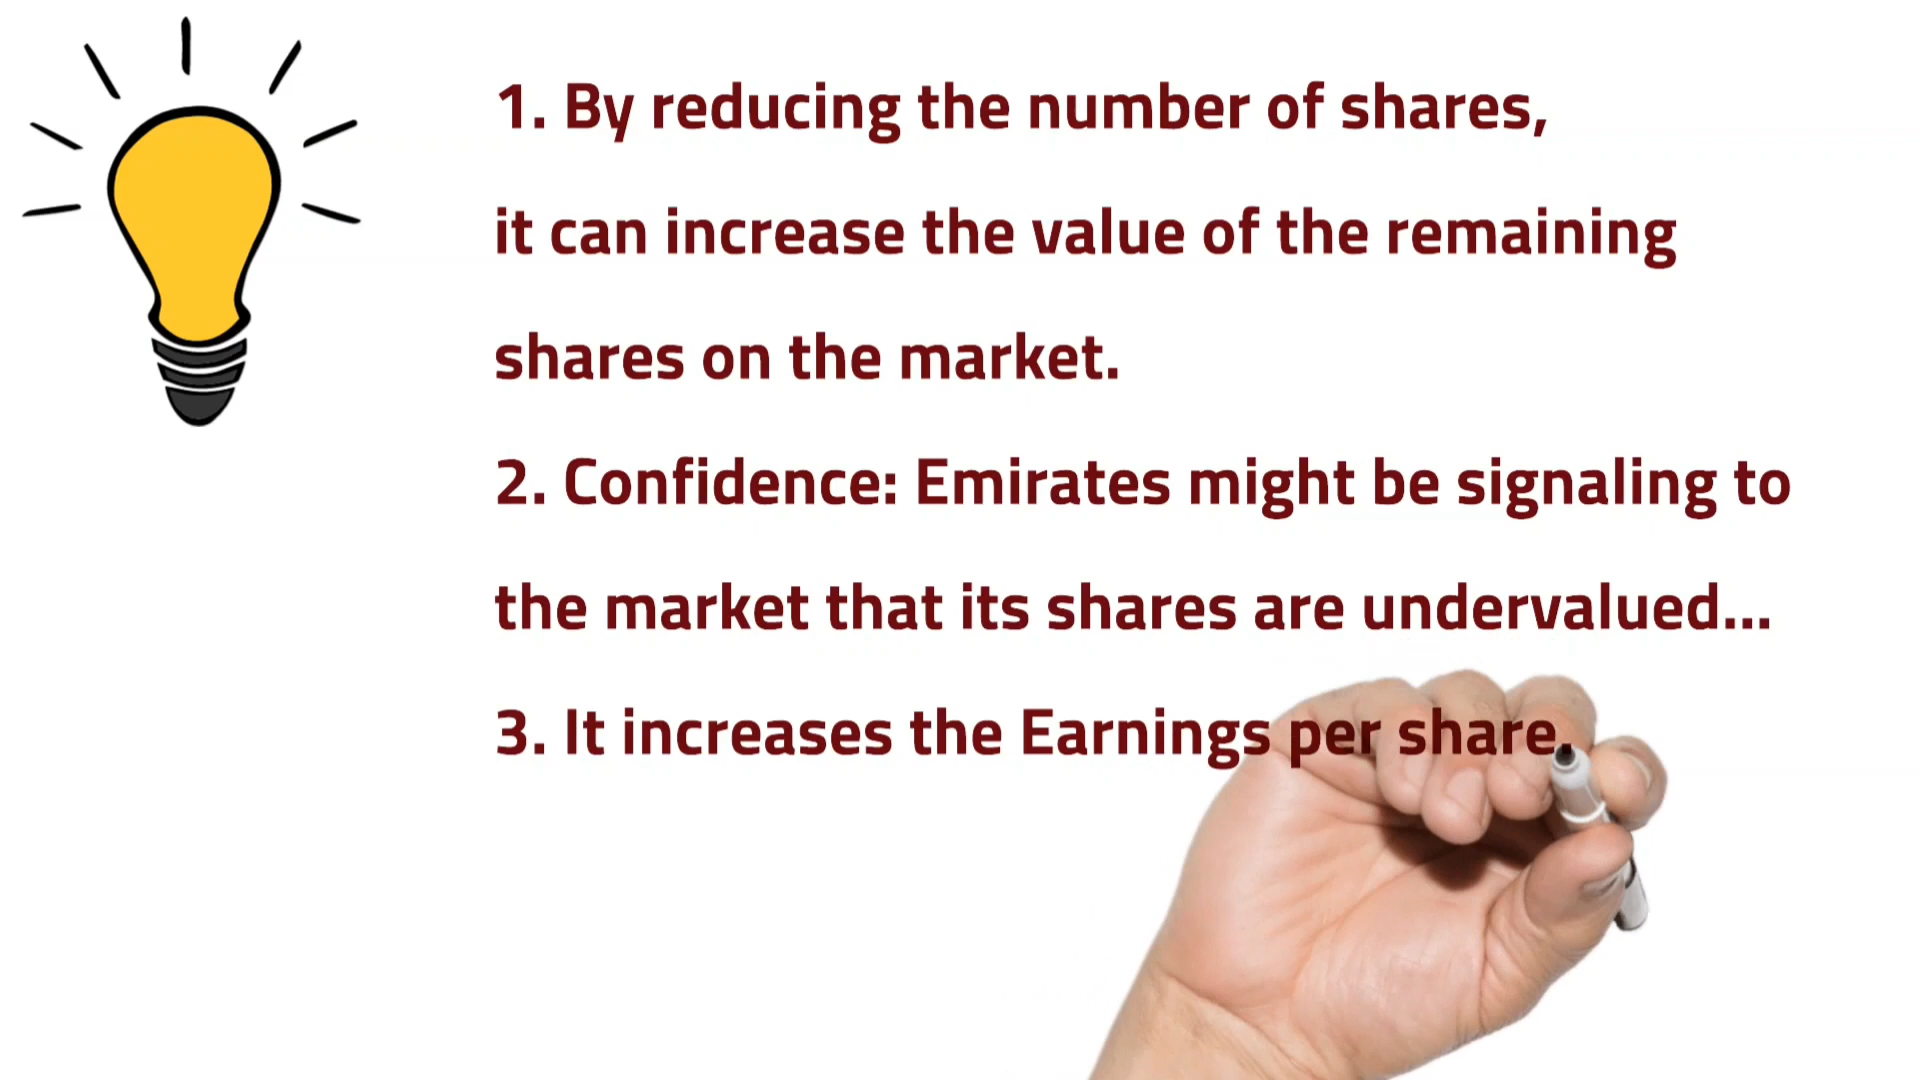 1. By reducing the number of shares,
it can increase the value of the remaining
shares on the market.
2. Confidence: Emirates might be signaling to
the market that its shares are undervalued...
3. It increases the Earnings per share.